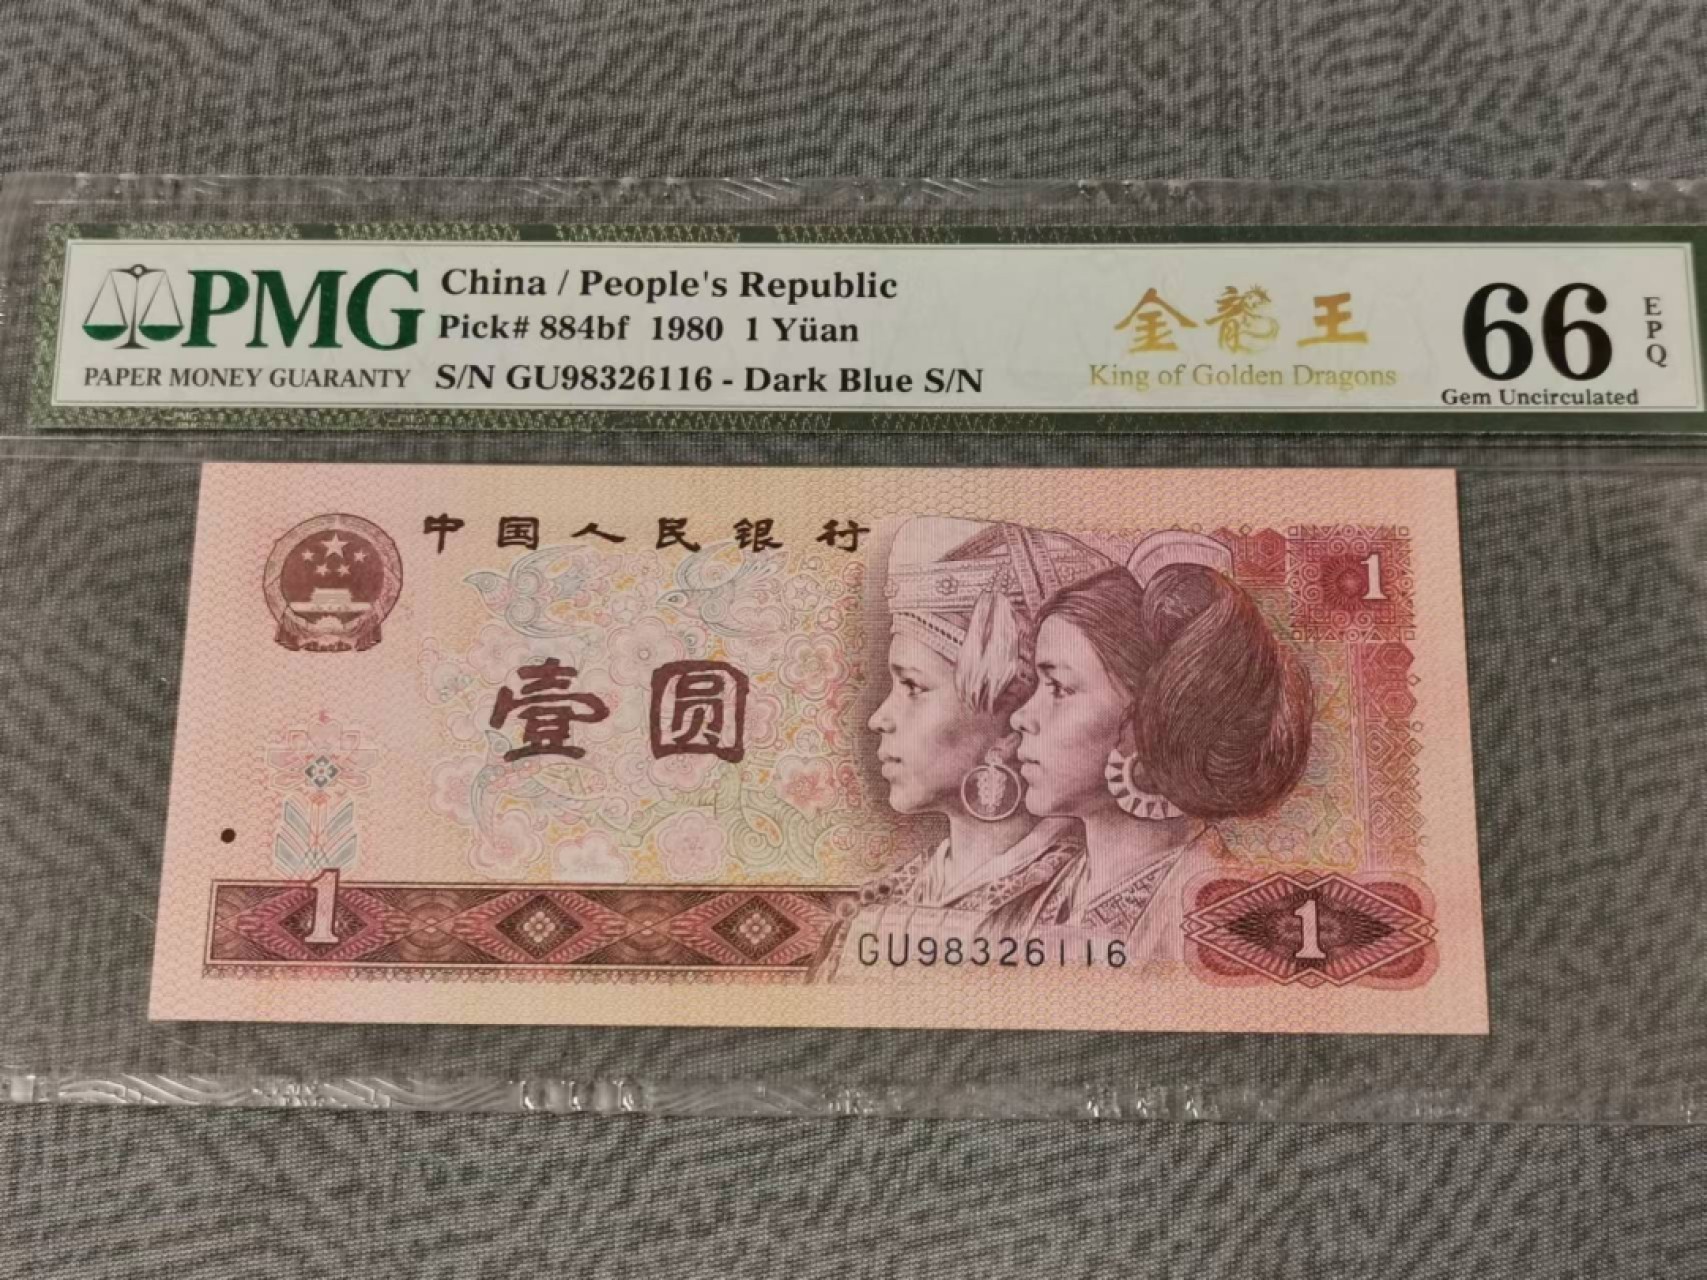 PMG
PAPER MONEY GUARANTY
China / People's Republic
Pick# 884bf 1980 1 Yüan
S/N GU98326116 - Dark Blue S/N
金龍王
King of Golden Dragons
66
EPQ
Gem Uncirculated
中国人民银行
1
壹圆
1
GU98326116
1